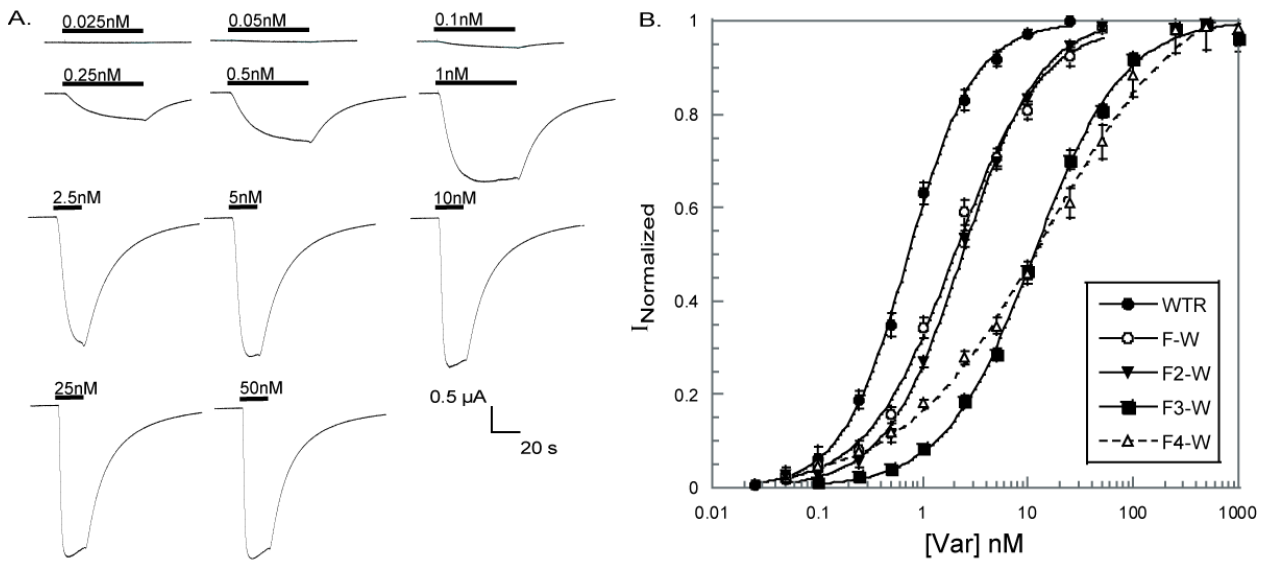 A.
0.025nM 0.05nM 0.1nM
0.25nM 0.5nM 1nM
2.5nM 5nM 10nM
25nM 50nM
0.5 µA
20 s
B.
1
0.8
0.6
0.4
0.2
0
INormalized
0.01 0.1 1 10 100 1000
[Var] nM
WTR
F-W
F2-W
F3-W
F4-W